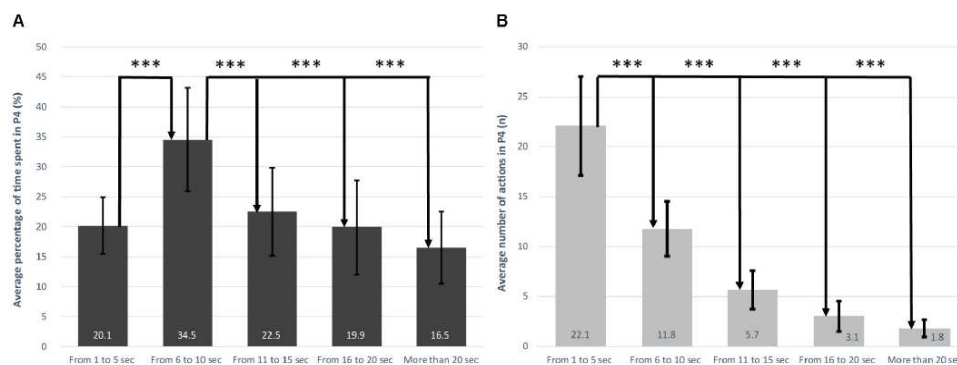 A
Average percentage of time spent in P4 (%)
50
45
40
35
30
25
20
15
10
5
0
*** *** *** ***
20.1 34.5 22.5 19.9 16.5
From 1 to 5 sec From 6 to 10 sec From 11 to 15 sec From 16 to 20 sec More than 20 sec
B
Average number of actions in P4 (n)
30
25
20
15
10
5
0
*** *** *** ***
22.1 11.8 5.7 3.1 1.8
From 1 to 5 sec From 6 to 10 sec From 11 to 15 sec From 16 to 20 sec More than 20 se